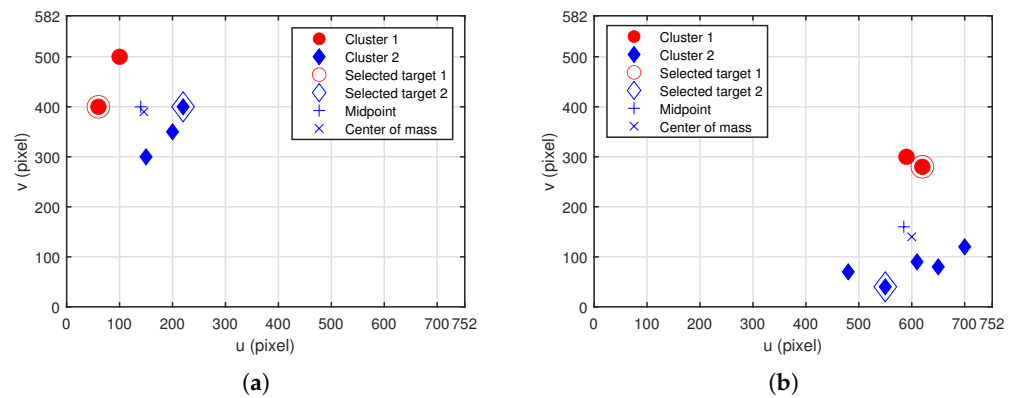 582
500
400
300
200
100
0
v (pixel)
0 100 200 300 400 500 600 700 752
u (pixel)
Cluster 1
Cluster 2
Selected target 1
Selected target 2
Midpoint
Center of mass
(a)
582
500
400
300
200
100
0
v (pixel)
0 100 200 300 400 500 600 700 752
u (pixel)
Cluster 1
Cluster 2
Selected target 1
Selected target 2
Midpoint
Center of mass
(b)